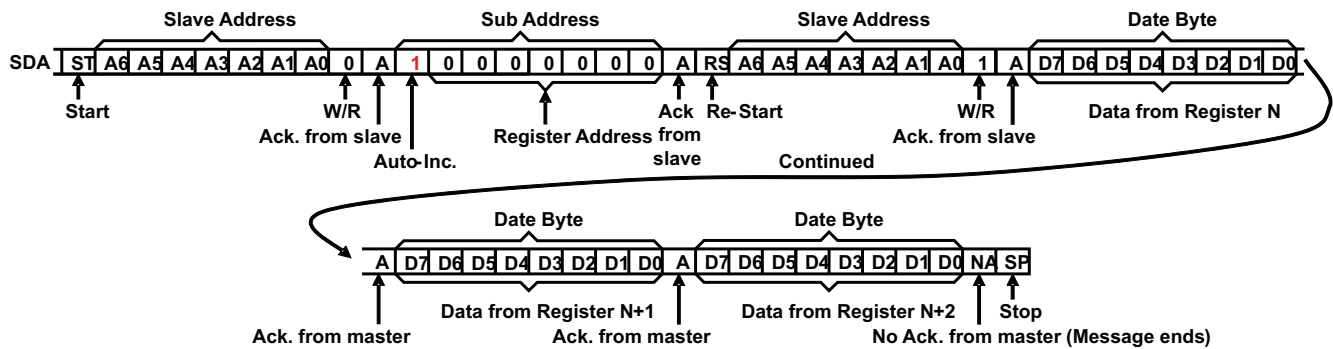 Slave Address Sub Address Slave Address Date Byte
SDA ST A6 A5 A4 A3 A2 A1 A0 0 A 1 0 0 0 0 0 0 0 A RS A6 A5 A4 A3 A2 A1 A0 1 A D7 D6 D5 D4 D3 D2 D1 D0
Start W/R Ack Re-Start W/R Data from Register N
Ack. from slave Register Address from Ack. from slave
Auto-Inc. slave Continued
Date Byte Date Byte
A D7 D6 D5 D4 D3 D2 D1 D0 A D7 D6 D5 D4 D3 D2 D1 D0 NA SP
Data from Register N+1 Data from Register N+2 Stop
Ack. from master Ack. from master No Ack. from master (Message ends)